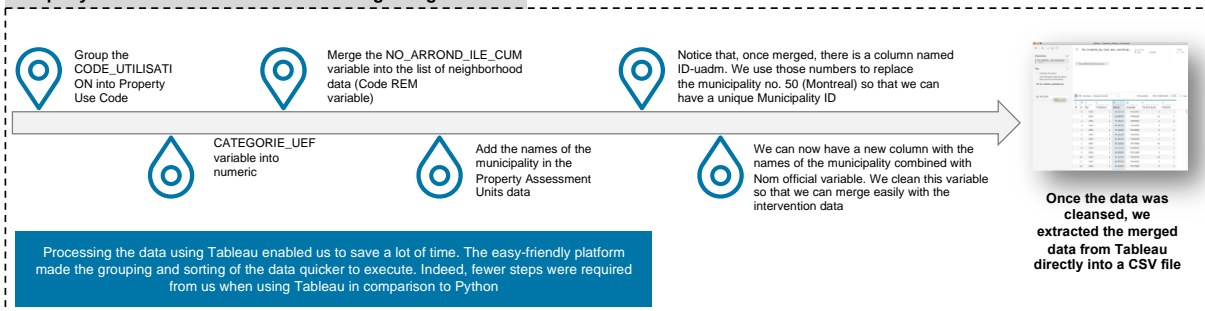 Group the
CODE_UTILISATI
ON into Property
Use Code
CATEGORIE_UEF
variable into
numeric
Merge the NO_ARROND_ILE_CUM
variable into the list of neighborhood
data (Code REM
variable)
Add the names of the
municipality in the
Property Assessment
Units data
Notice that, once merged, there is a column named
ID-uadm. We use those numbers to replace
the municipality no. 50 (Montreal) so that we can
have a unique Municipality ID
We can now have a new column with the
names of the municipality combined with
Nom official variable. We clean this variable
so that we can merge easily with the
intervention data
Once the data was
cleansed, we
extracted the merged
data from Tableau
directly into a CSV file
Processing the data using Tableau enabled us to save a lot of time. The easy-friendly platform
made the grouping and sorting of the data quicker to execute. Indeed, fewer steps were required
from us when using Tableau in comparison to Python